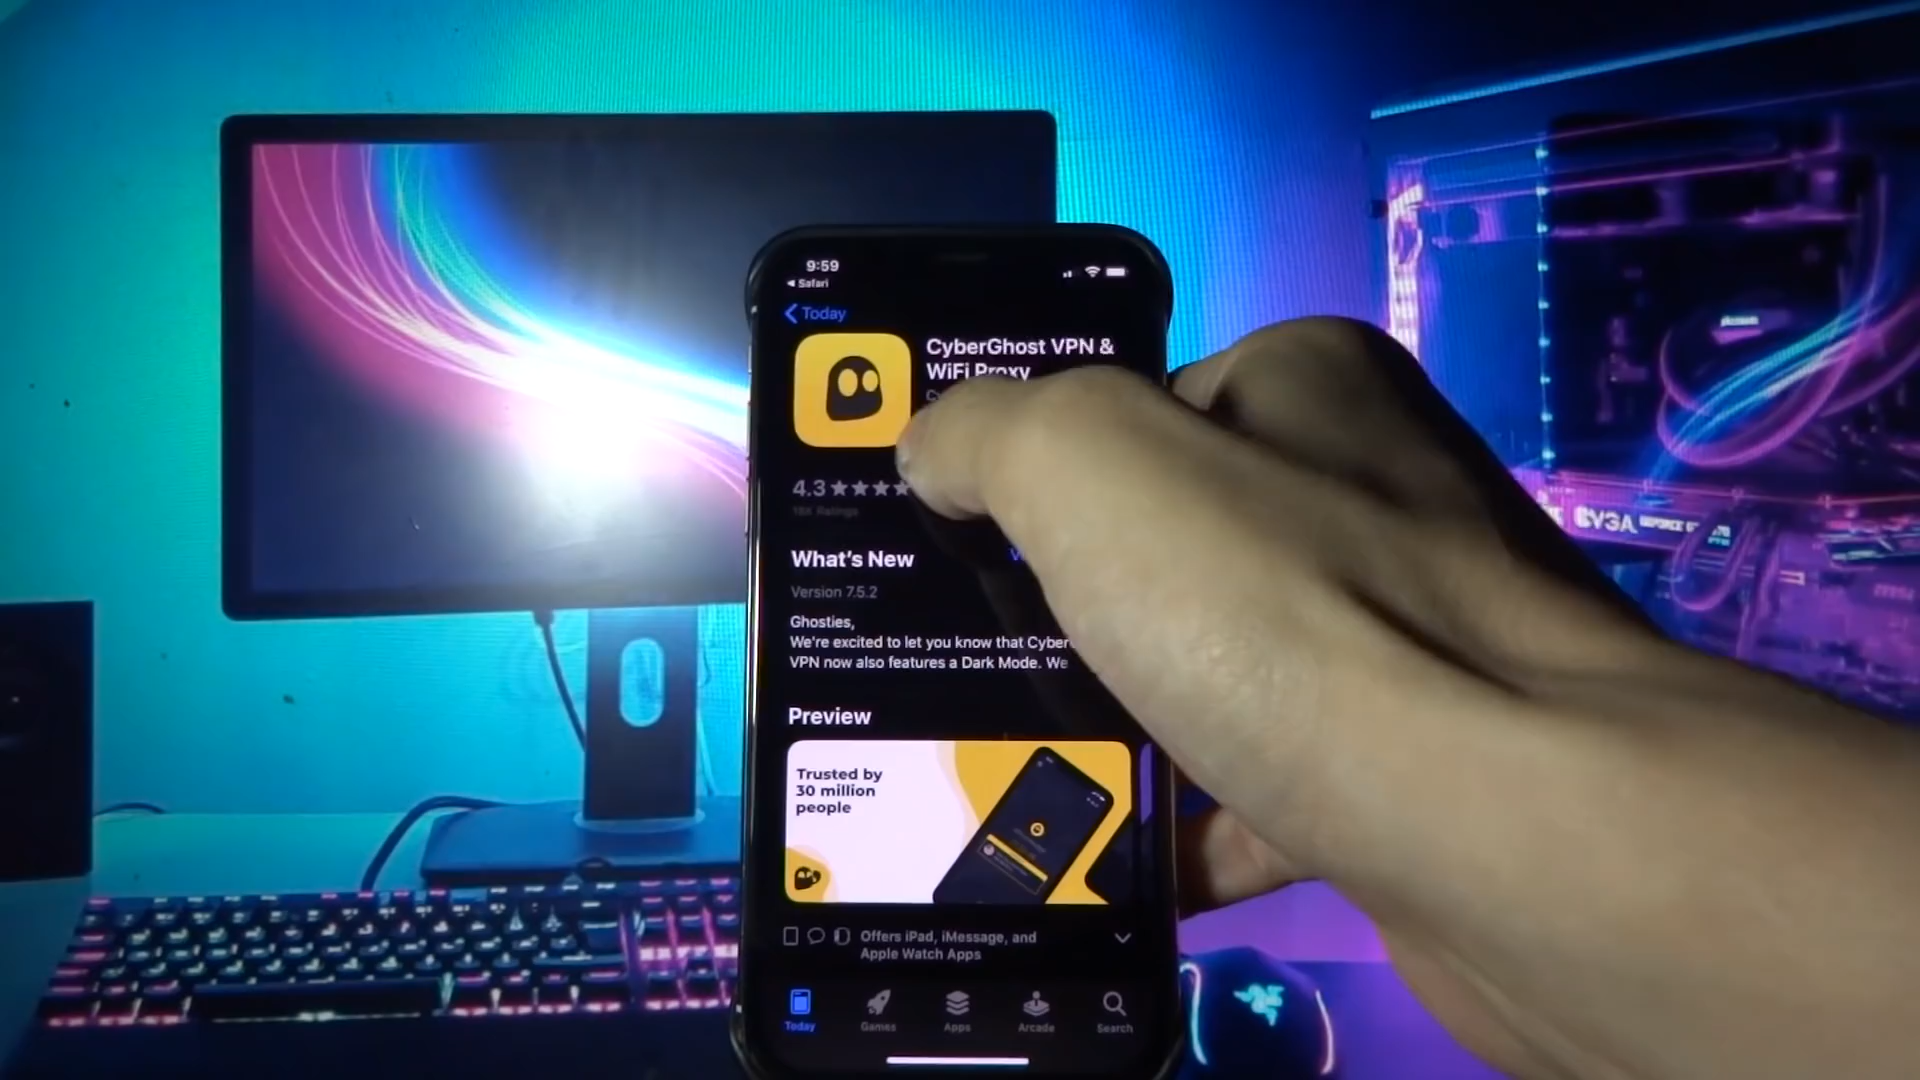 9:59
Safari
Today
CyberGhost VPN &
WiFi Proxy
4.3
Ratings
What's New
Version 7.5.2
Ghosties,
We're excited to let you know that Cyber
VPN now also features a Dark Mode. We
Preview
Trusted by
30 million
people
Offers iPad, iMessage, and
Apple Watch Apps
Today
Games
Apps
Arcade
Search
EVGA